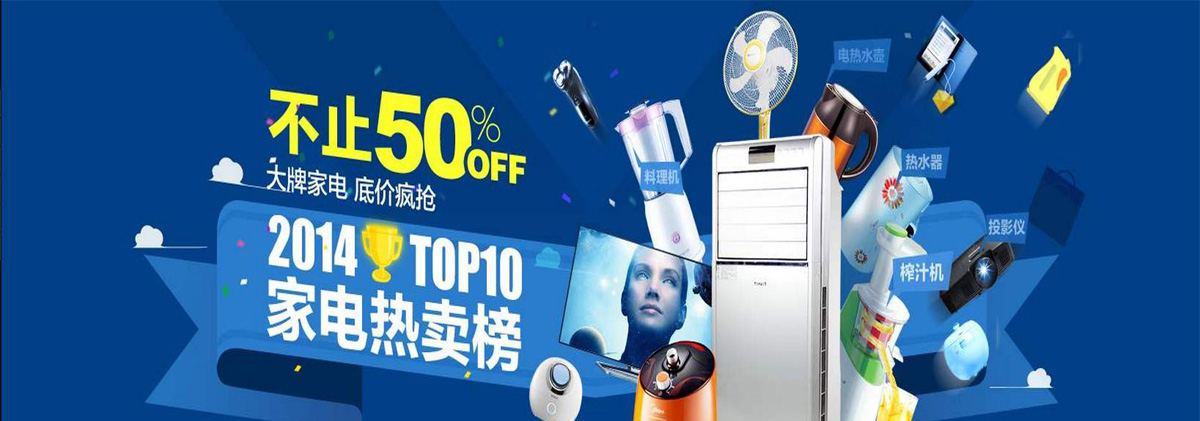 不止50%OFF
大牌家电 底价疯抢
2014 TOP10
家电热卖榜
电热水壶
料理机
热水器
投影仪
榨汁机
Midea